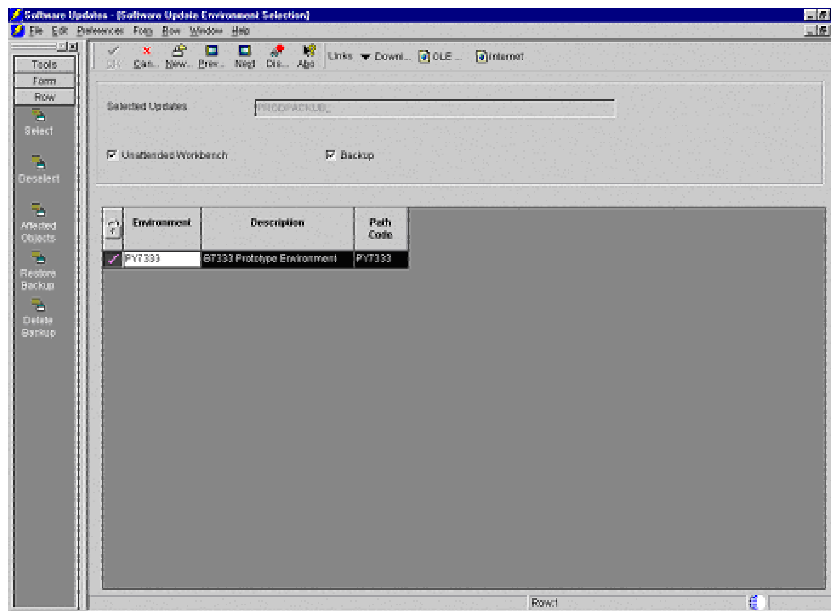 Software Updates - [Software Update Environment Selection]
File Edit Preferences Form Row Window Help
Tools
Form
Row
Select
Deselect
Affected Objects
Restore Backup
Delete Backup
OK Can... New... Prev... Next Dis... Abo Links Downl... OLE ... Internet
Selected Updates
Unattended Workbench Backup
Environment Description Path Code
PY7333 B7333 Prototype Environment PY7333
Row:1